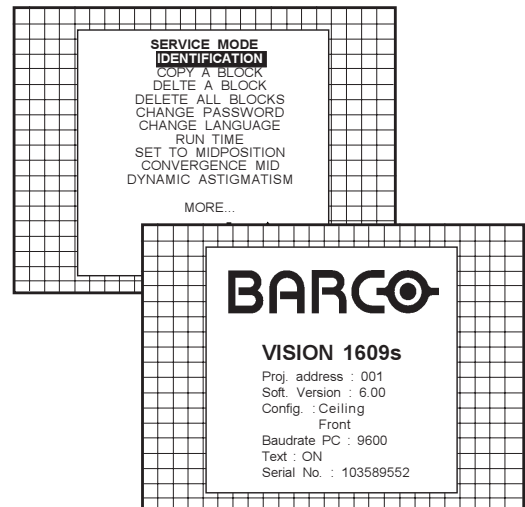 SERVICE MODE
IDENTIFICATION
COPY A BLOCK
DELTE A BLOCK
DELETE ALL BLOCKS
CHANGE PASSWORD
CHANGE LANGUAGE
RUN TIME
SET TO MIDPOSITION
CONVERGENCE MID
DYNAMIC ASTIGMATISM
MORE...
BARCO
VISION 1609s
Proj. address : 001
Soft. Version : 6.00
Config. : Ceiling
Front
Baudrate PC : 9600
Text : ON
Serial No. : 103589552